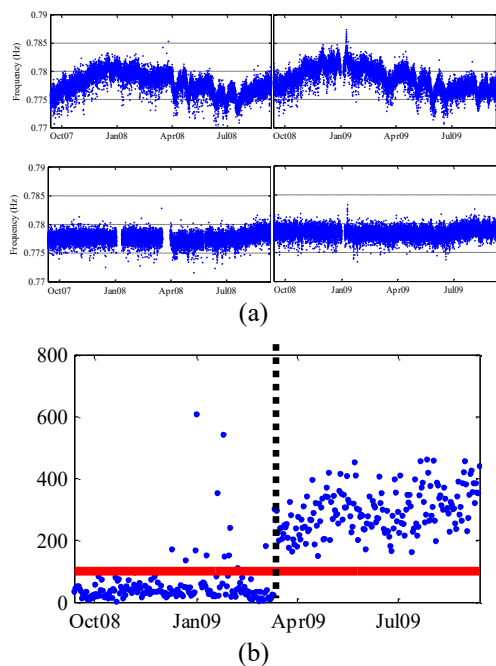 0.79
0.785
0.78
0.775
0.77
Frequency (Hz)
Oct07 Jan08 Apr08 Jul08 Oct08 Jan09 Apr09 Jul09
0.79
0.785
0.78
0.775
0.77
Frequency (Hz)
Oct07 Jan08 Apr08 Jul08 Oct08 Jan09 Apr09 Jul09
(a)
800
600
400
200
0
Oct08 Jan09 Apr09 Jul09
(b)